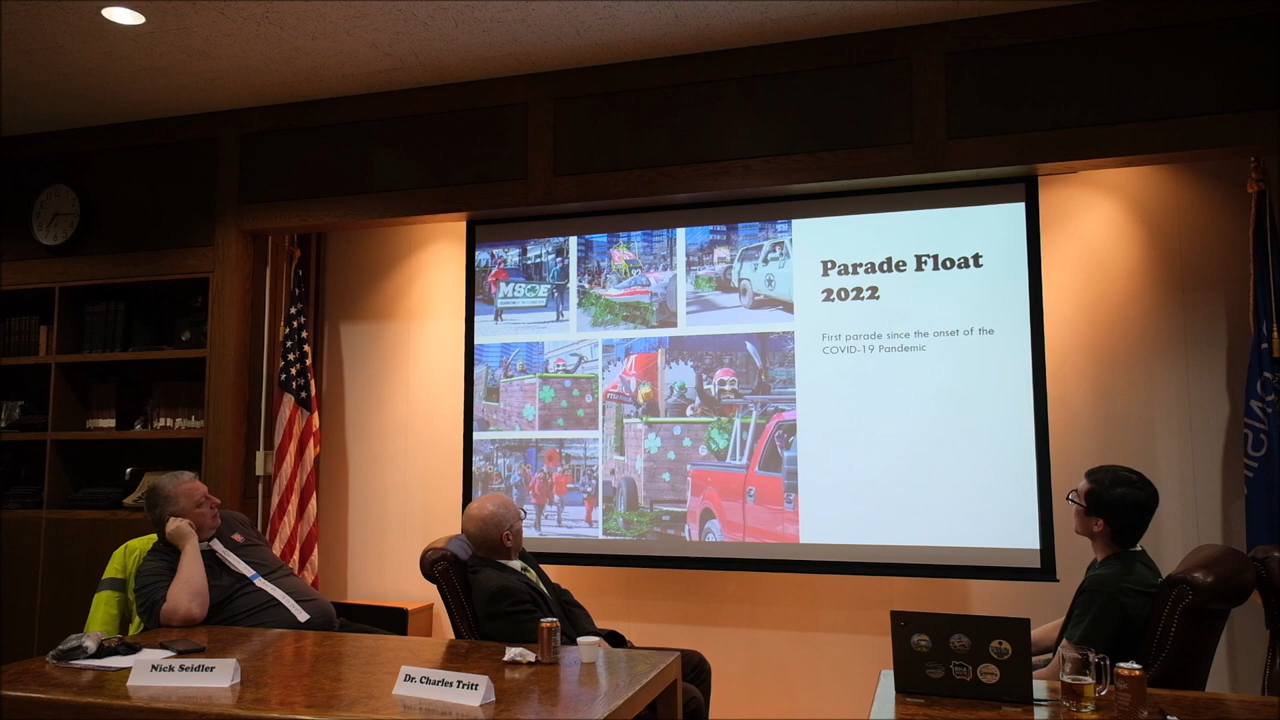 MSOE
Parade Float
2022
First parade since the onset of the
COVID-19 Pandemic
Nick Seidler
Dr. Charles Tritt